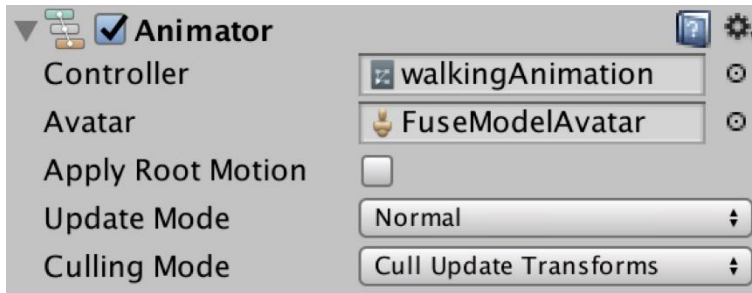 Animator
Controller walkingAnimation
Avatar FuseModelAvatar
Apply Root Motion
Update Mode Normal
Culling Mode Cull Update Transforms